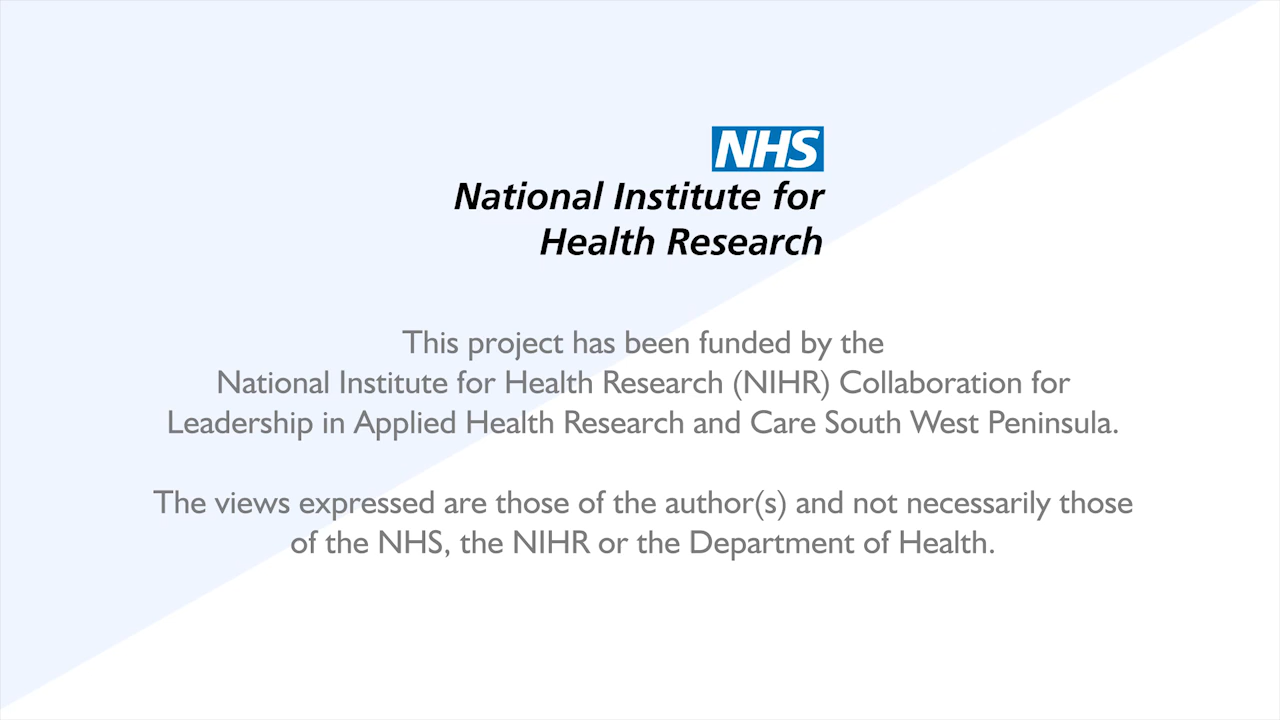 NHS
National Institute for
Health Research
This project has been funded by the
National Institute for Health Research (NIHR) Collaboration for
Leadership in Applied Health Research and Care South West Peninsula.
The views expressed are those of the author(s) and not necessarily those
of the NHS, the NIHR or the Department of Health.